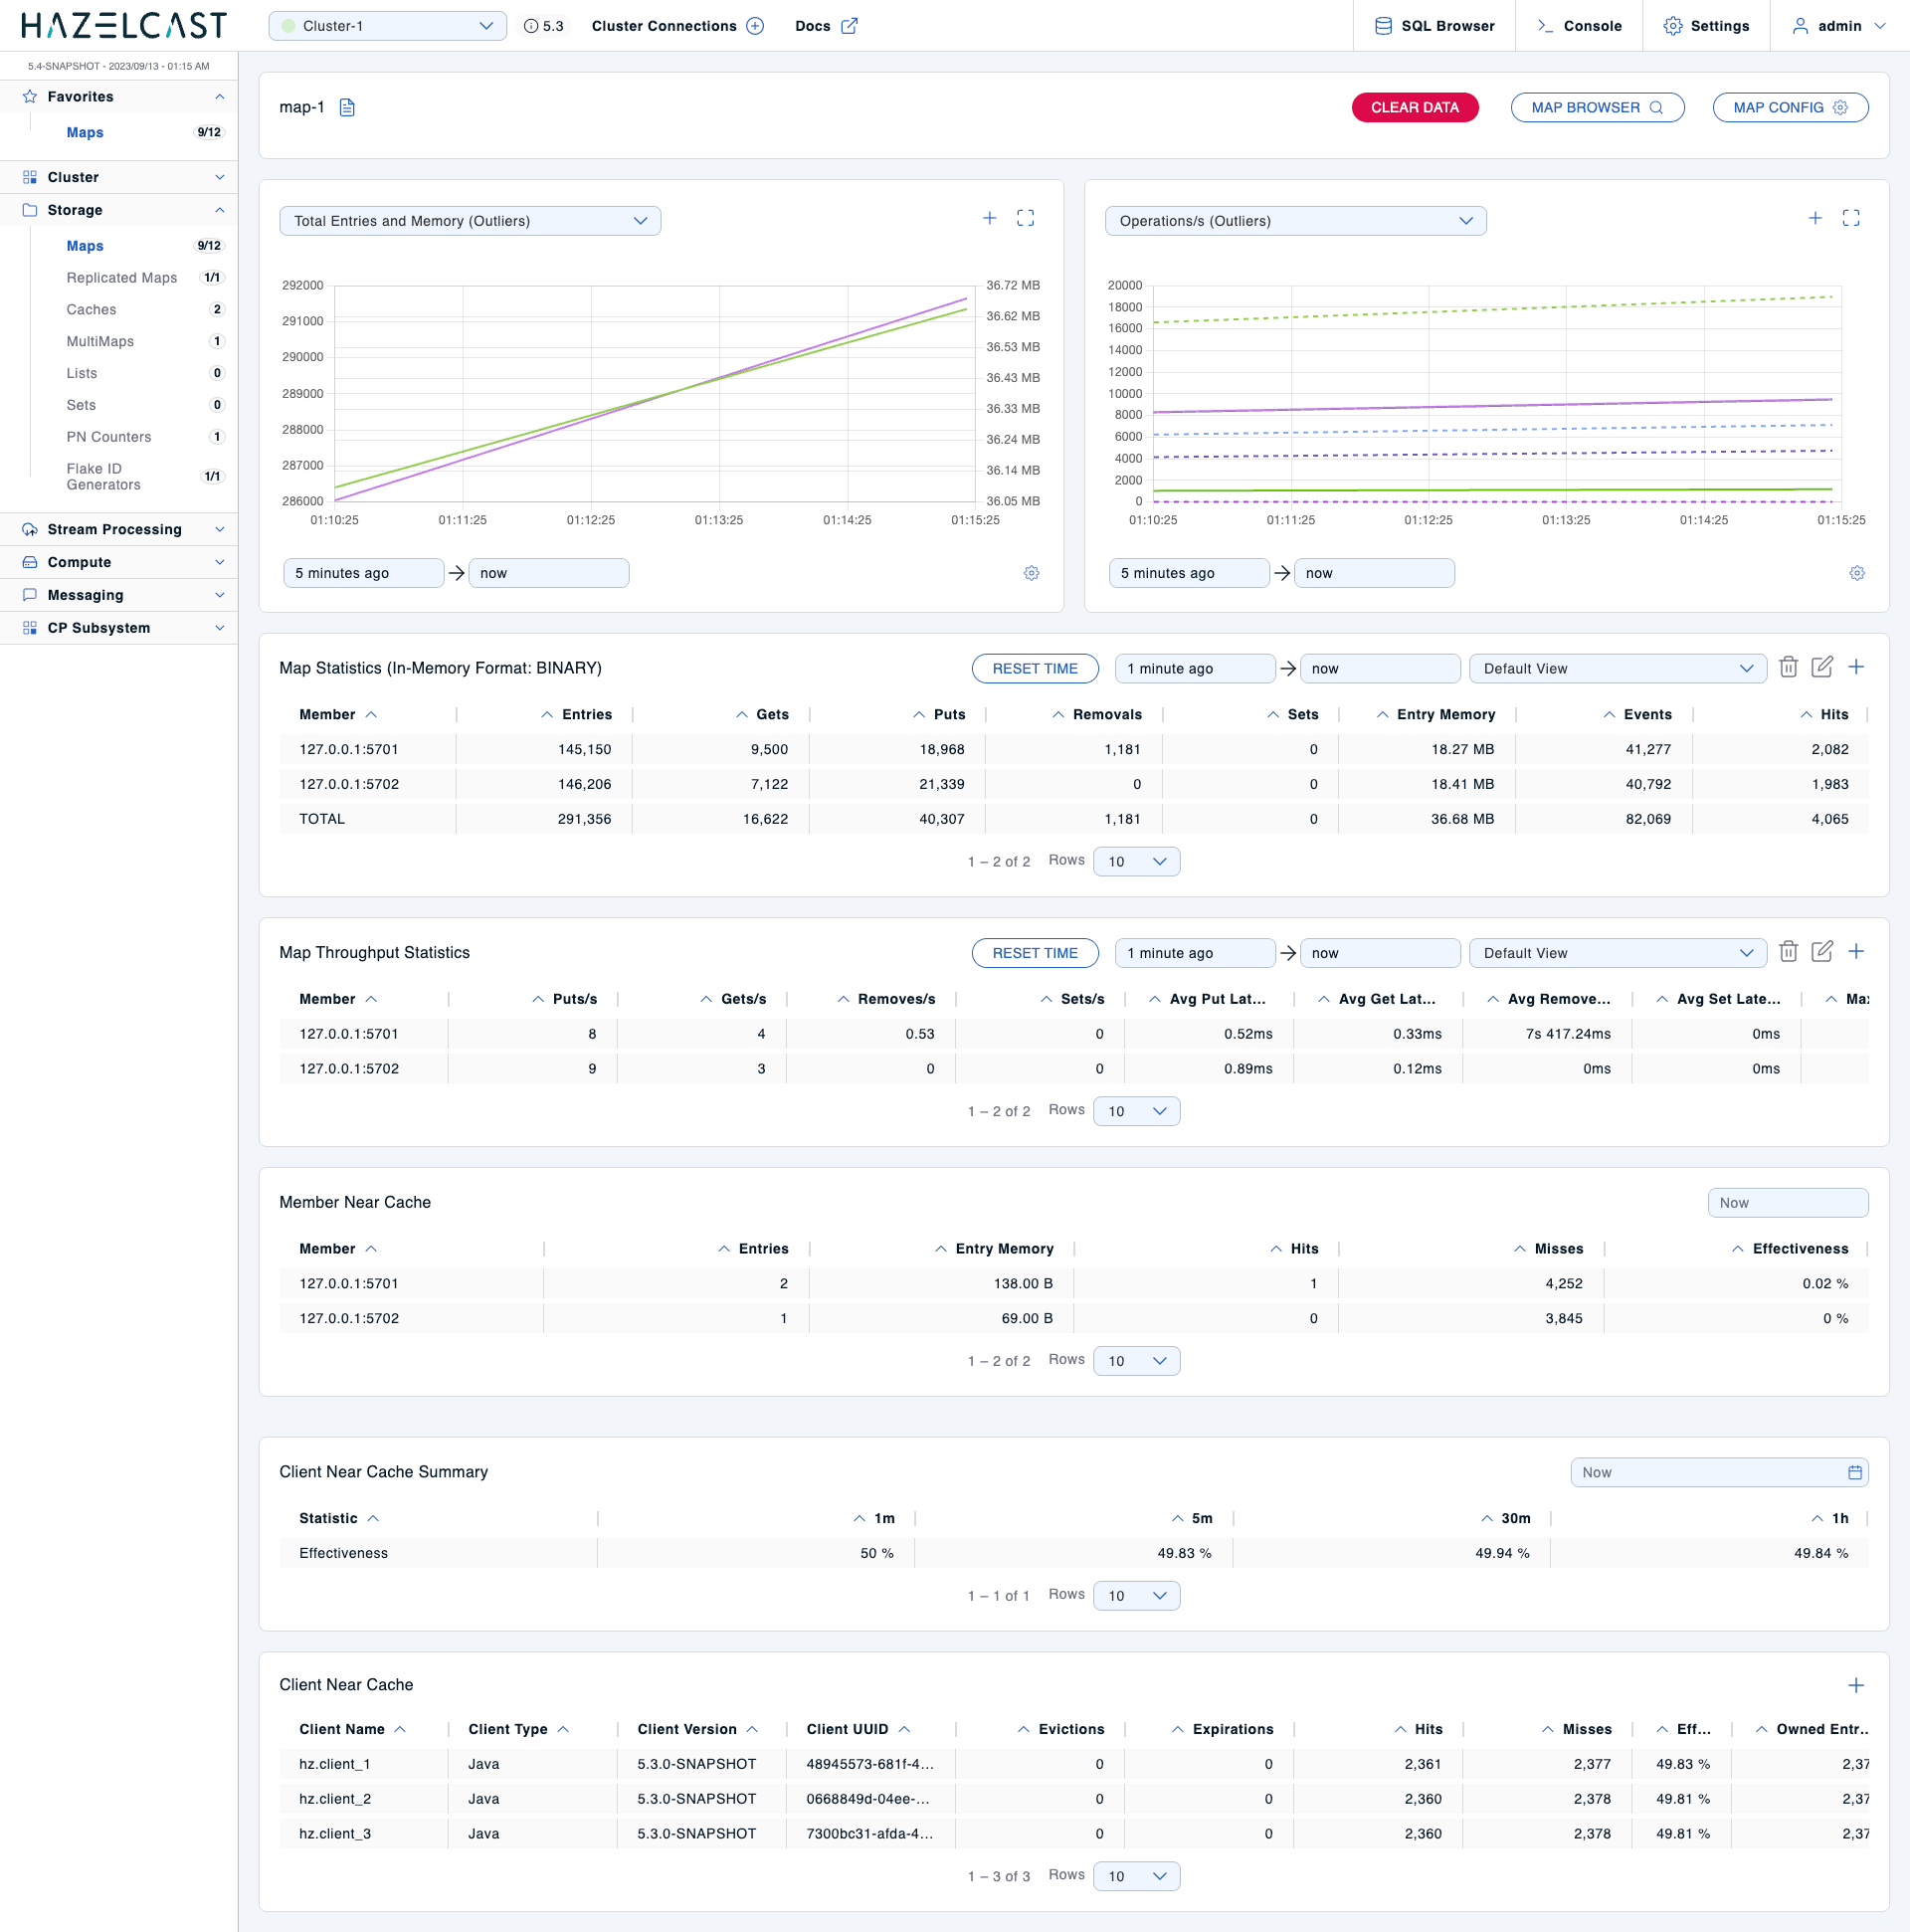 HAZELCAST
Cluster-1
5.3
Cluster Connections
Docs
SQL Browser
Console
Settings
admin
5.4-SNAPSHOT - 2023/09/13 - 01:15 AM
Favorites
Maps 9/12
Cluster
Storage
Maps 9/12
Replicated Maps 1/1
Caches 2
MultiMaps 1
Lists 0
Sets 0
PN Counters 1
Flake ID
Generators 1/1
Stream Processing
Compute
Messaging
CP Subsystem
map-1
CLEAR DATA
MAP BROWSER
MAP CONFIG
Total Entries and Memory (Outliers)
292000
291000
290000
289000
288000
287000
286000
36.72 MB
36.62 MB
36.53 MB
36.43 MB
36.33 MB
36.24 MB
36.14 MB
36.05 MB
01:10:25 01:11:25 01:12:25 01:13:25 01:14:25 01:15:25
5 minutes ago now
Operations/s (Outliers)
20000
18000
16000
14000
12000
10000
8000
6000
4000
2000
0
01:10:25 01:11:25 01:12:25 01:13:25 01:14:25 01:15:25
5 minutes ago now
Map Statistics (In-Memory Format: BINARY) RESET TIME 1 minute ago now Default View
Member Entries Gets Puts Removals Sets Entry Memory Events Hits
127.0.0.1:5701 145,150 9,500 18,968 1,181 0 18.27 MB 41,277 2,082
127.0.0.1:5702 146,206 7,122 21,339 0 0 18.41 MB 40,792 1,983
TOTAL 291,356 16,622 40,307 1,181 0 36.68 MB 82,069 4,065
1 – 2 of 2 Rows 10
Map Throughput Statistics RESET TIME 1 minute ago now Default View
Member Puts/s Gets/s Removes/s Sets/s Avg Put Lat... Avg Get Lat... Avg Remove... Avg Set Late... Max
127.0.0.1:5701 8 4 0.53 0 0.52ms 0.33ms 7s 417.24ms 0ms
127.0.0.1:5702 9 3 0 0 0.89ms 0.12ms 0ms 0ms
1 – 2 of 2 Rows 10
Member Near Cache Now
Member Entries Entry Memory Hits Misses Effectiveness
127.0.0.1:5701 2 138.00 B 1 4,252 0.02 %
127.0.0.1:5702 1 69.00 B 0 3,845 0 %
1 – 2 of 2 Rows 10
Client Near Cache Summary Now
Statistic 1m 5m 30m 1h
Effectiveness 50 % 49.83 % 49.94 % 49.84 %
1 – 1 of 1 Rows 10
Client Near Cache
Client Name Client Type Client Version Client UUID Evictions Expirations Hits Misses Eff... Owned Entr..
hz.client_1 Java 5.3.0-SNAPSHOT 48945573-681f-4... 0 0 2,361 2,377 49.83 % 2,37
hz.client_2 Java 5.3.0-SNAPSHOT 0668849d-04ee-... 0 0 2,360 2,378 49.81 % 2,37
hz.client_3 Java 5.3.0-SNAPSHOT 7300bc31-afda-4... 0 0 2,360 2,378 49.81 % 2,37
1 – 3 of 3 Rows 10